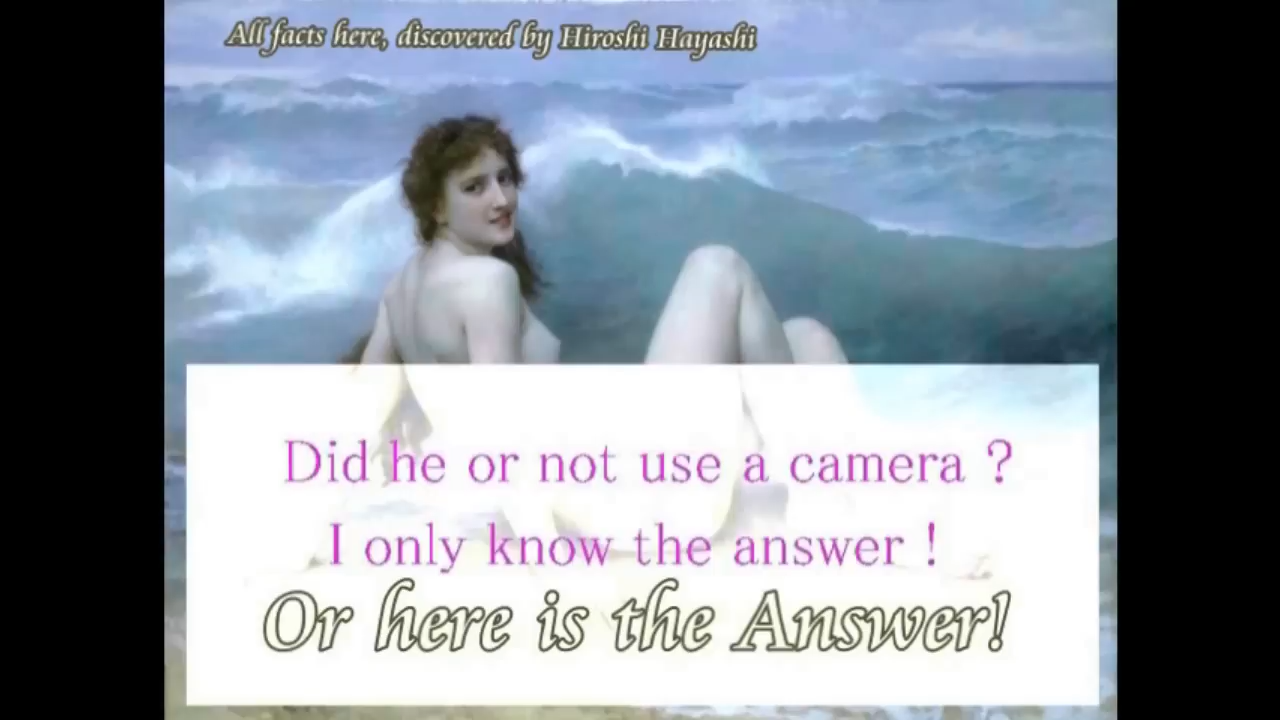 All facts here, discovered by Hiroshi Hayashi
Did he or not use a camera ?
I only know the answer !
Or here is the Answer!